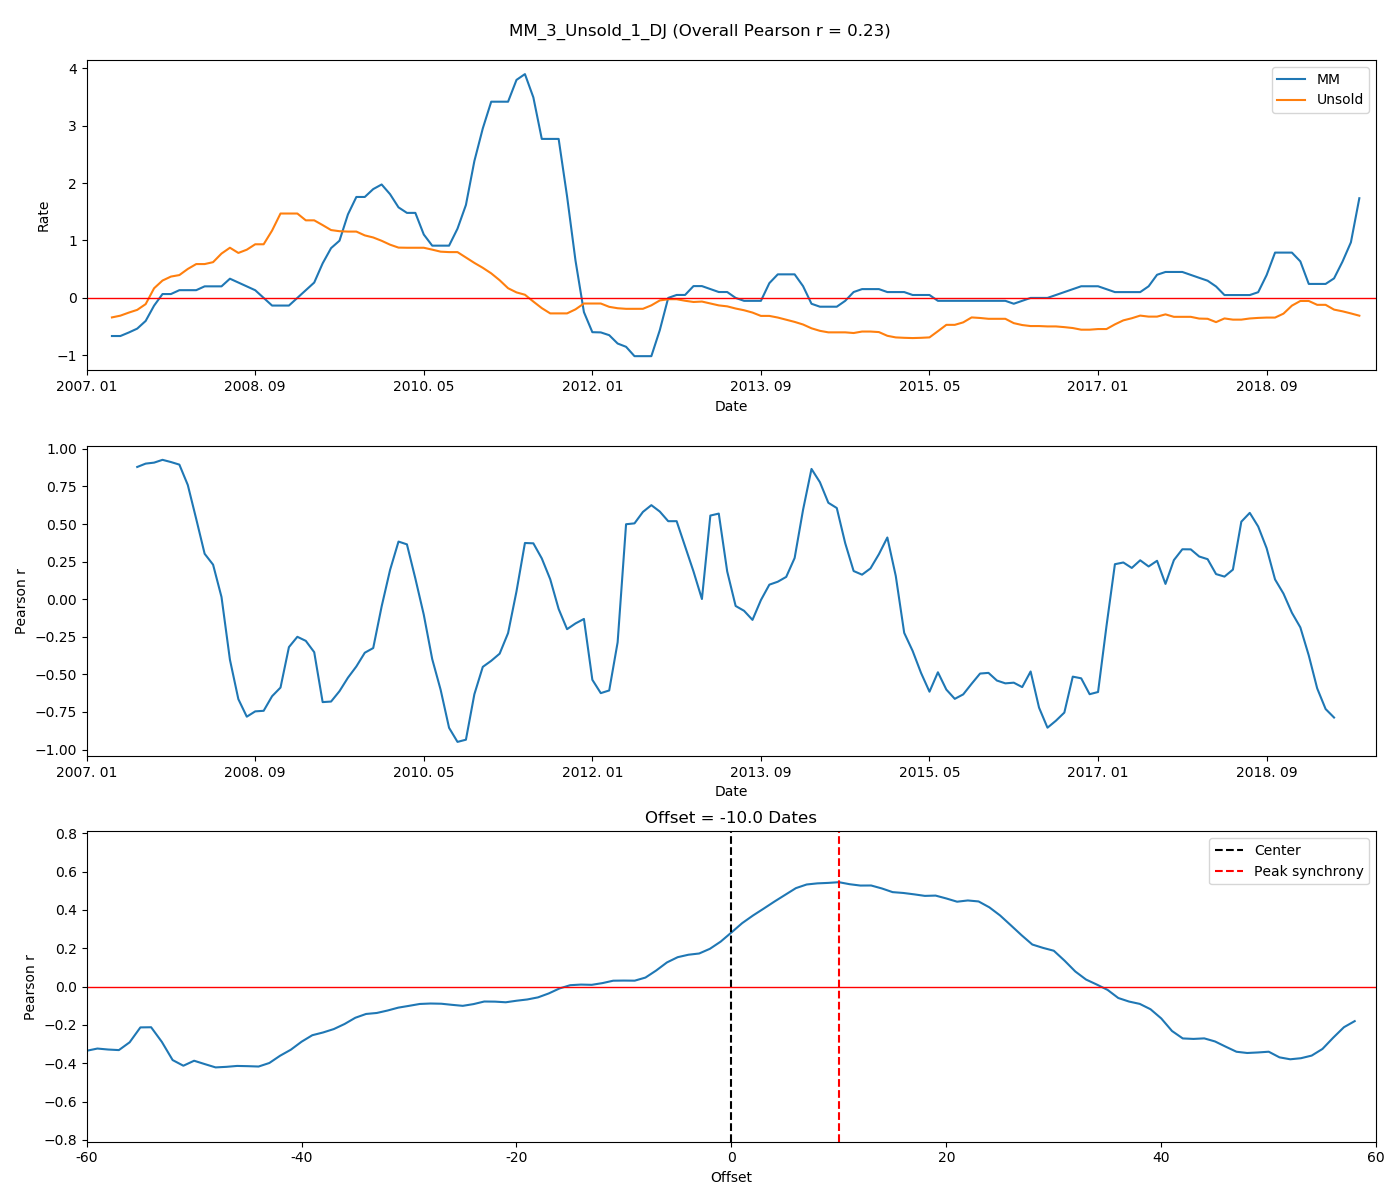 MM_3_Unsold_1_DJ (Overall Pearson r = 0.23)
4
3
2
1
0
−1
Rate
MM
Unsold
2007. 01 2008. 09 2010. 05 2012. 01 2013. 09 2015. 05 2017. 01 2018. 09
Date
1.00
0.75
0.50
0.25
0.00
−0.25
−0.50
−0.75
−1.00
Pearson r
2007. 01 2008. 09 2010. 05 2012. 01 2013. 09 2015. 05 2017. 01 2018. 09
Date
Offset = -10.0 Dates
0.8
0.6
0.4
0.2
0.0
−0.2
−0.4
−0.6
−0.8
Pearson r
Center
Peak synchrony
-60 -40 -20 0 20 40 60
Offset